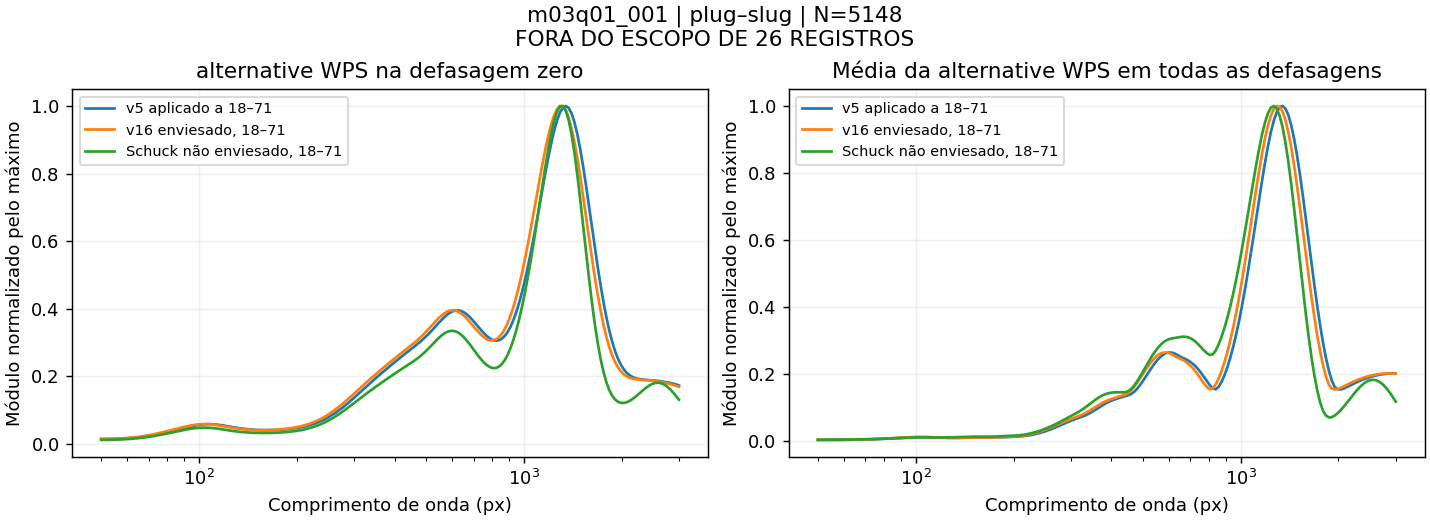 m03q01_001 | plug–slug | N=5148
FORA DO ESCOPO DE 26 REGISTROS
alternative WPS na defasagem zero
Módulo normalizado pelo máximo
1.0
0.8
0.6
0.4
0.2
0.0
v5 aplicado a 18–71
v16 enviesado, 18–71
Schuck não enviesado, 18–71
10²
10³
Comprimento de onda (px)
Média da alternative WPS em todas as defasagens
Módulo normalizado pelo máximo
1.0
0.8
0.6
0.4
0.2
0.0
v5 aplicado a 18–71
v16 enviesado, 18–71
Schuck não enviesado, 18–71
10²
10³
Comprimento de onda (px)